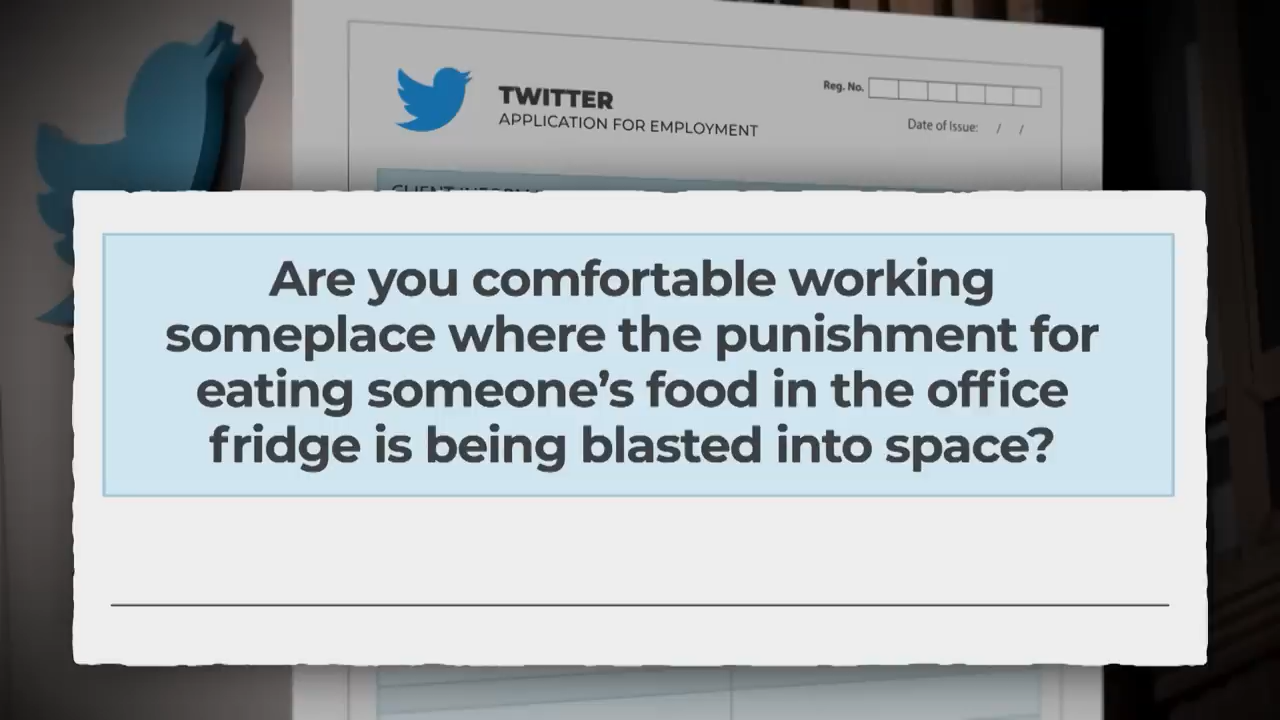 TWITTER
APPLICATION FOR EMPLOYMENT
Reg. No.
Date of Issue: / /
Are you comfortable working
someplace where the punishment for
eating someone’s food in the office
fridge is being blasted into space?